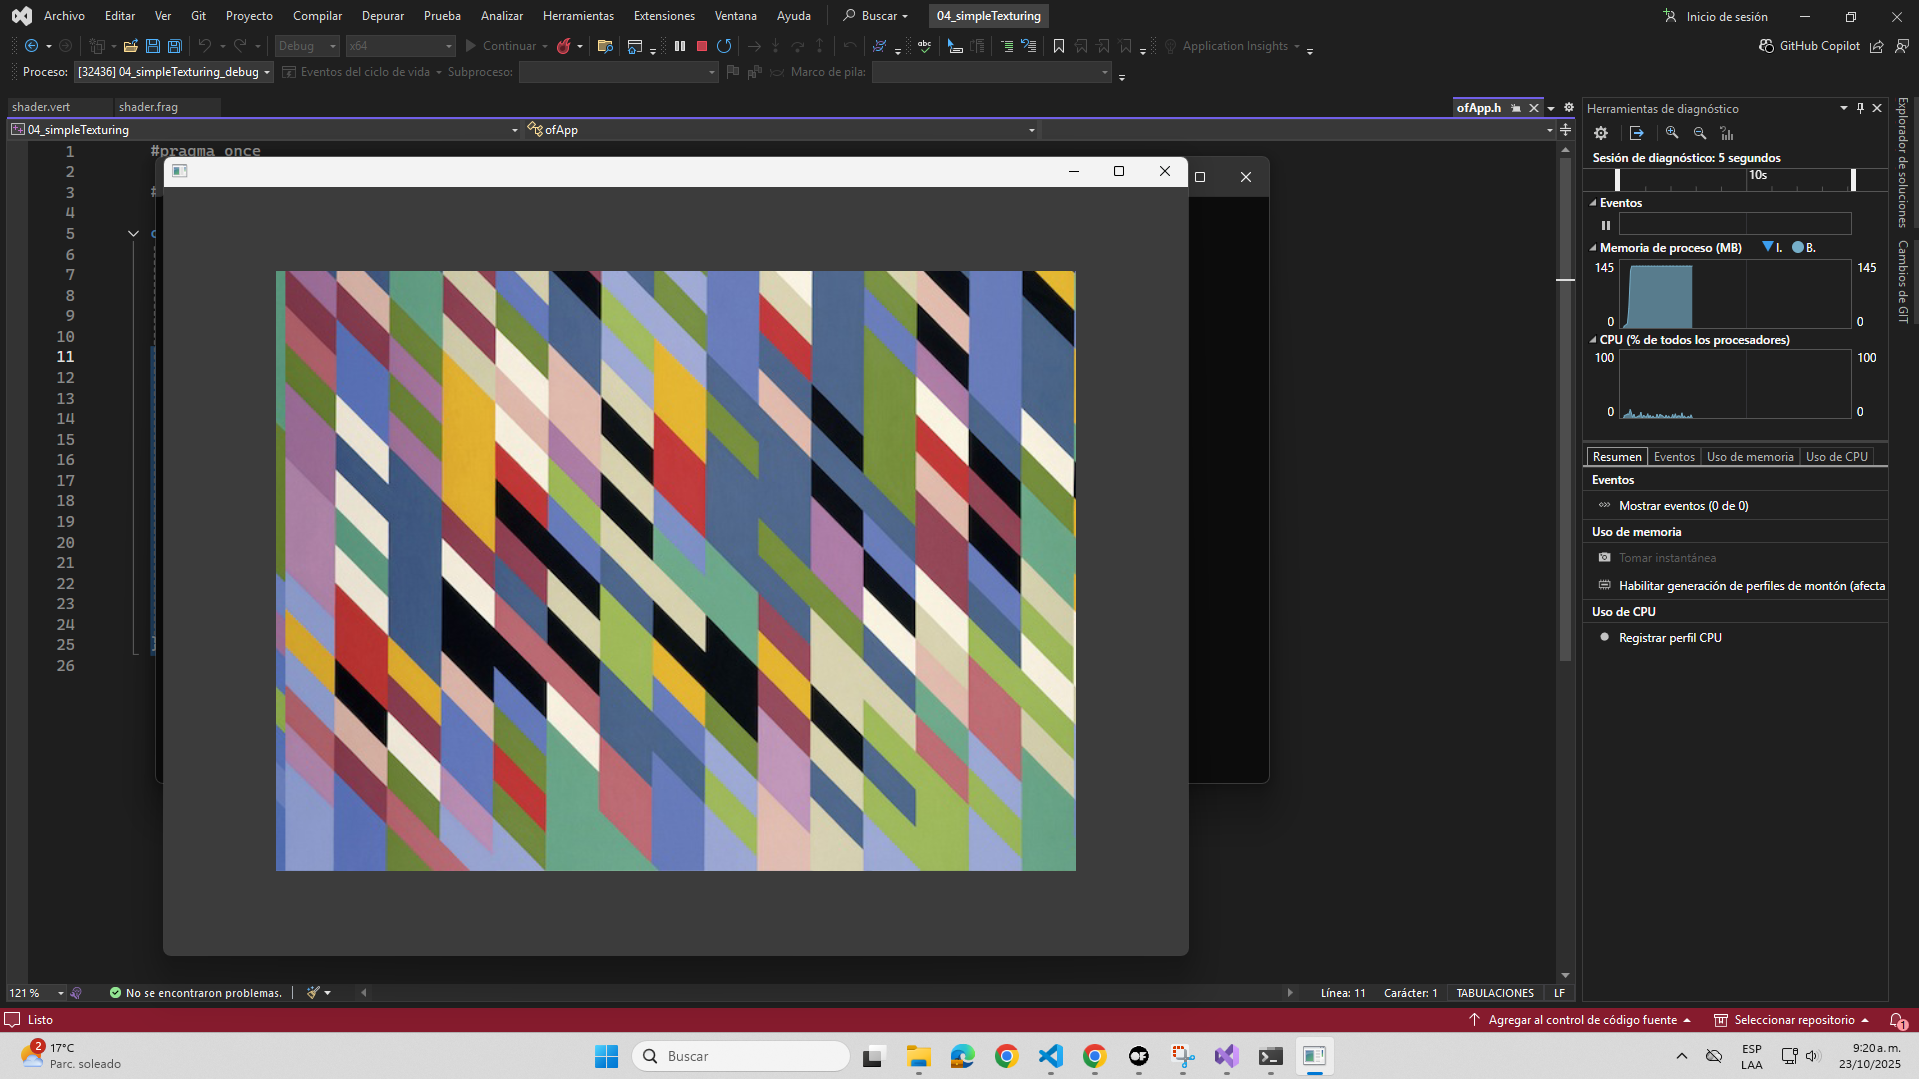 Archivo Editar Ver Git Proyecto Compilar Depurar Prueba Analizar Herramientas Extensiones Ventana Ayuda Buscar 04_simpleTexturing Inicio de sesión
Debug x64 Continuar abc Application Insights GitHub Copilot
Proceso: [32436] 04_simpleTexturing_debug Eventos del ciclo de vida Subproceso: Marco de pila:
shader.vert shader.frag ofApp.h
04_simpleTexturing ofApp
1 #pragma once
2
3 #
4
5
6
7
8
9
10
11
12
13
14
15
16
17
18
19
20
21
22
23
24
25
26
Herramientas de diagnóstico
Sesión de diagnóstico: 5 segundos
10s
Eventos
Memoria de proceso (MB) I. B.
145 145
0 0
CPU (% de todos los procesadores)
100 100
0 0
Resumen Eventos Uso de memoria Uso de CPU
Eventos
Mostrar eventos (0 de 0)
Uso de memoria
Tomar instantánea
Habilitar generación de perfiles de montón (afecta
Uso de CPU
Registrar perfil CPU
Explorador de soluciones
Cambios de GIT
121 % No se encontraron problemas. Línea: 11 Carácter: 1 TABULACIONES LF
Listo Agregar al control de código fuente Seleccionar repositorio 1
2 17°C
Parc. soleado
Buscar
OF
ESP
LAA
9:20 a. m.
23/10/2025